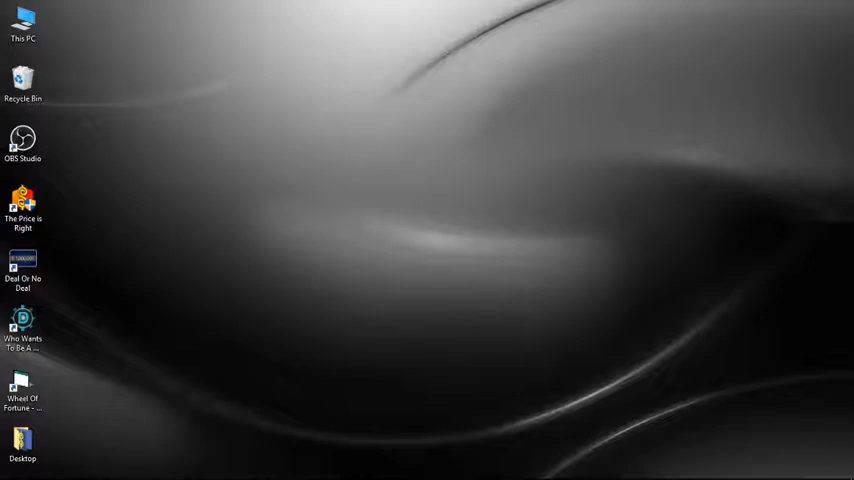 This PC
Recycle Bin
OBS Studio
The Price is
Right
Deal Or No
Deal
Who Wants
To Be A ...
Wheel Of
Fortune - ...
Desktop